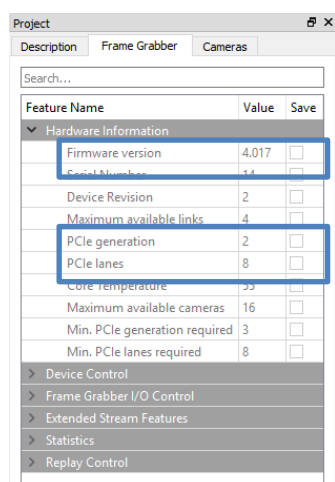 Project
Description Frame Grabber Cameras
Search...
Feature Name Value Save
Hardware Information
Firmware version 4.017
Serial Number 14
Device Revision 2
Maximum available links 4
PCIe generation 2
PCIe lanes 8
Core Temperature 55
Maximum available cameras 16
Min. PCIe generation required 3
Min. PCIe lanes required 8
> Device Control
> Frame Grabber I/O Control
> Extended Stream Features
> Statistics
> Replay Control